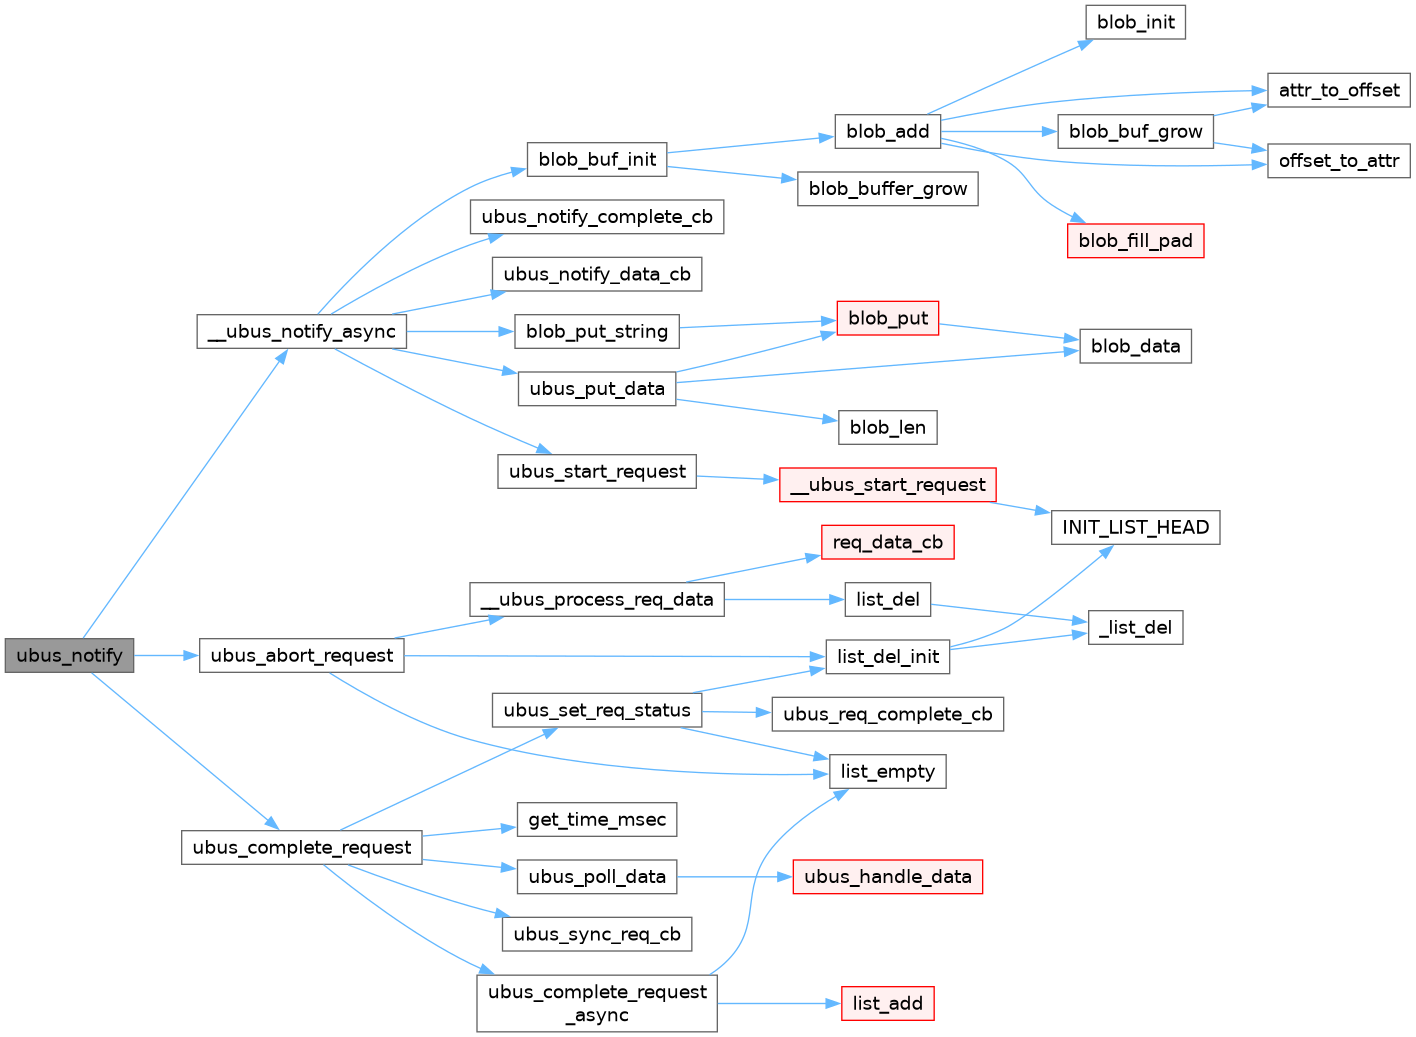 blob_init
attr_to_offset
blob_add
blob_buf_grow
blob_buf_init
offset_to_attr
blob_buffer_grow
ubus_notify_complete_cb
blob_fill_pad
ubus_notify_data_cb
__ubus_notify_async
blob_put_string
blob_put
blob_data
ubus_put_data
blob_len
ubus_start_request
__ubus_start_request
INIT_LIST_HEAD
req_data_cb
__ubus_process_req_data
list_del
_list_del
ubus_notify
ubus_abort_request
list_del_init
ubus_set_req_status
ubus_req_complete_cb
list_empty
get_time_msec
ubus_complete_request
ubus_poll_data
ubus_handle_data
ubus_sync_req_cb
ubus_complete_request
_async
list_add